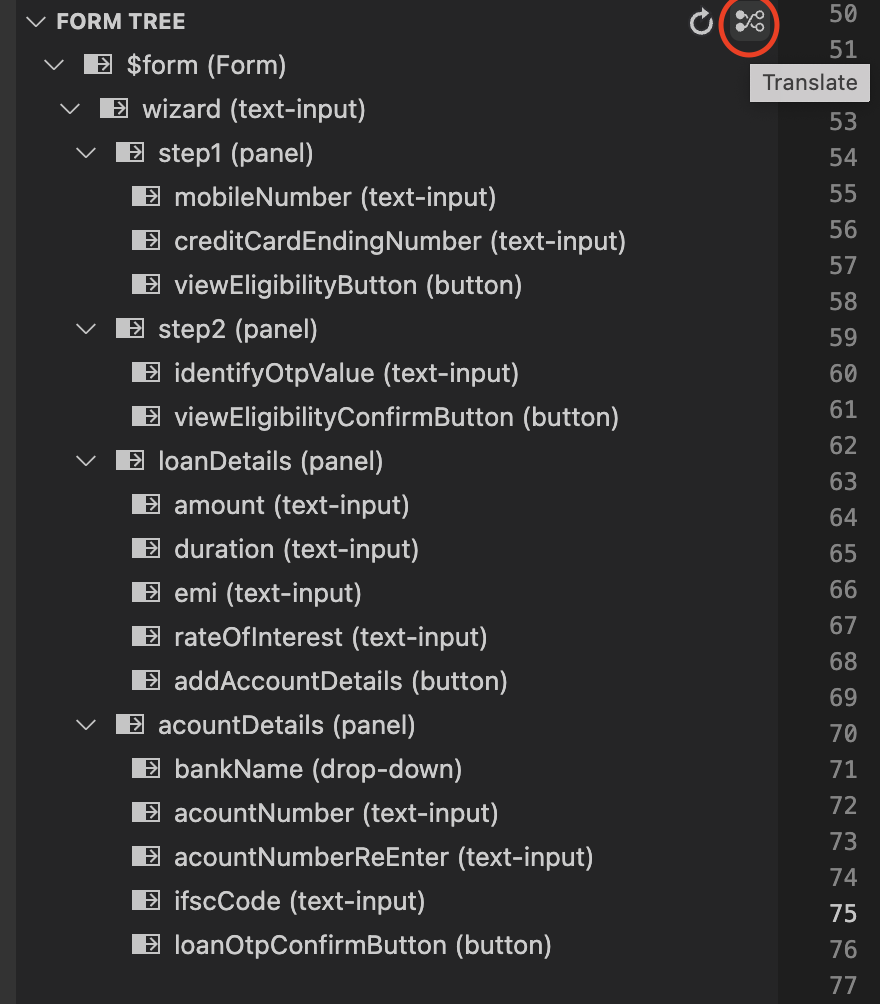 FORM TREE
$form (Form)
wizard (text-input)
step1 (panel)
mobileNumber (text-input)
creditCardEndingNumber (text-input)
viewEligibilityButton (button)
step2 (panel)
identifyOtpValue (text-input)
viewEligibilityConfirmButton (button)
loanDetails (panel)
amount (text-input)
duration (text-input)
emi (text-input)
rateOfInterest (text-input)
addAccountDetails (button)
acountDetails (panel)
bankName (drop-down)
acountNumber (text-input)
acountNumberReEnter (text-input)
ifscCode (text-input)
loanOtpConfirmButton (button)
Translate
50
51
53
54
55
56
57
58
59
60
61
62
63
64
65
66
67
68
69
70
71
72
73
74
75
76
77